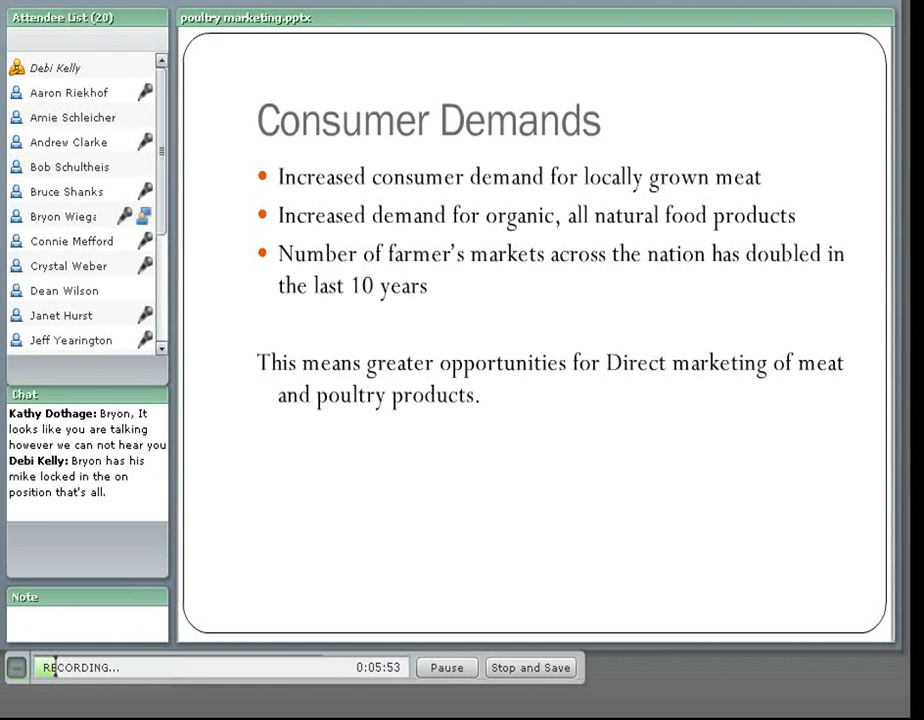 Attendee List (20)
Debi Kelly
Aaron Riekhof
Amie Schleicher
Andrew Clarke
Bob Schultheis
Bruce Shanks
Bryon Wiega
Connie Mefford
Crystal Weber
Dean Wilson
Janet Hurst
Jeff Yearington
Chat
Kathy Dothage: Bryon, It
looks like you are talking
however we can not hear you
Debi Kelly: Bryon has his
mike locked in the on
position that's all.
Note
poultry marketing.pptx
Consumer Demands
• Increased consumer demand for locally grown meat
• Increased demand for organic, all natural food products
• Number of farmer's markets across the nation has doubled in
the last 10 years
This means greater opportunities for Direct marketing of meat
and poultry products.
RECORDING... 0:05:53 Pause Stop and Save